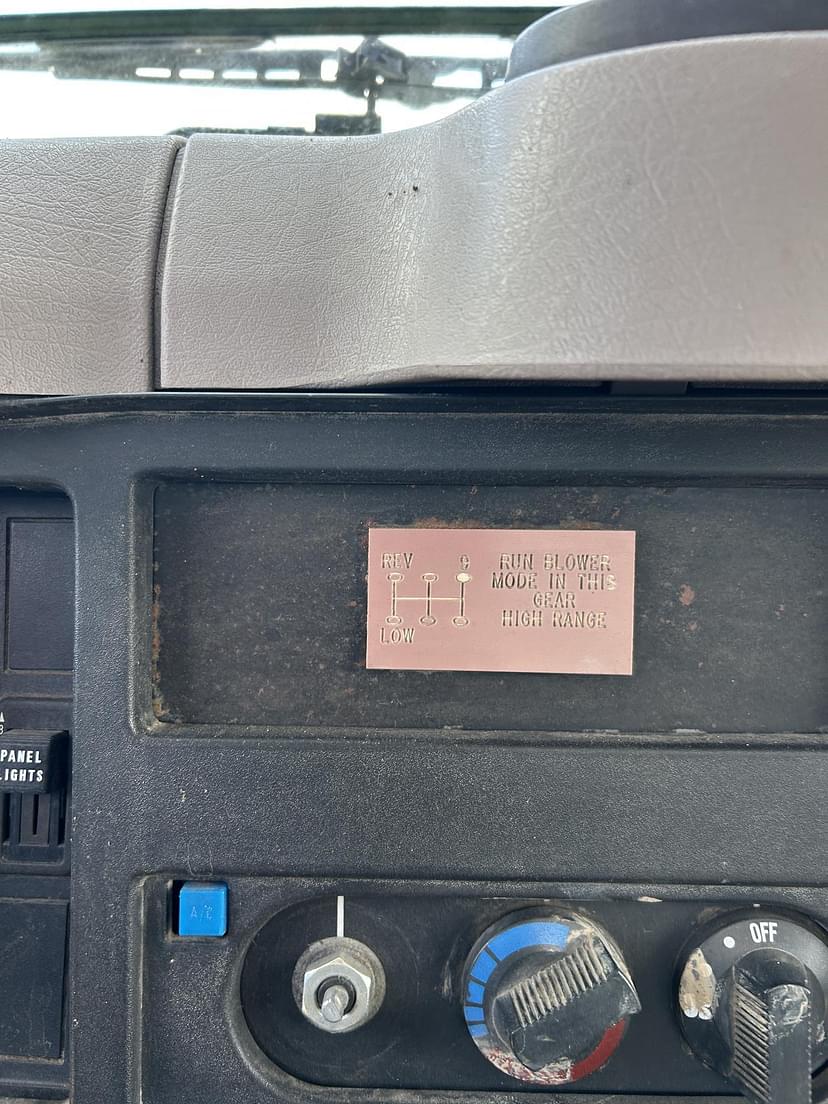 REV 9 RUN BLOWER
MODE IN THIS
GEAR
HIGH RANGE
LOW
PANEL
LIGHTS
A/C
OFF